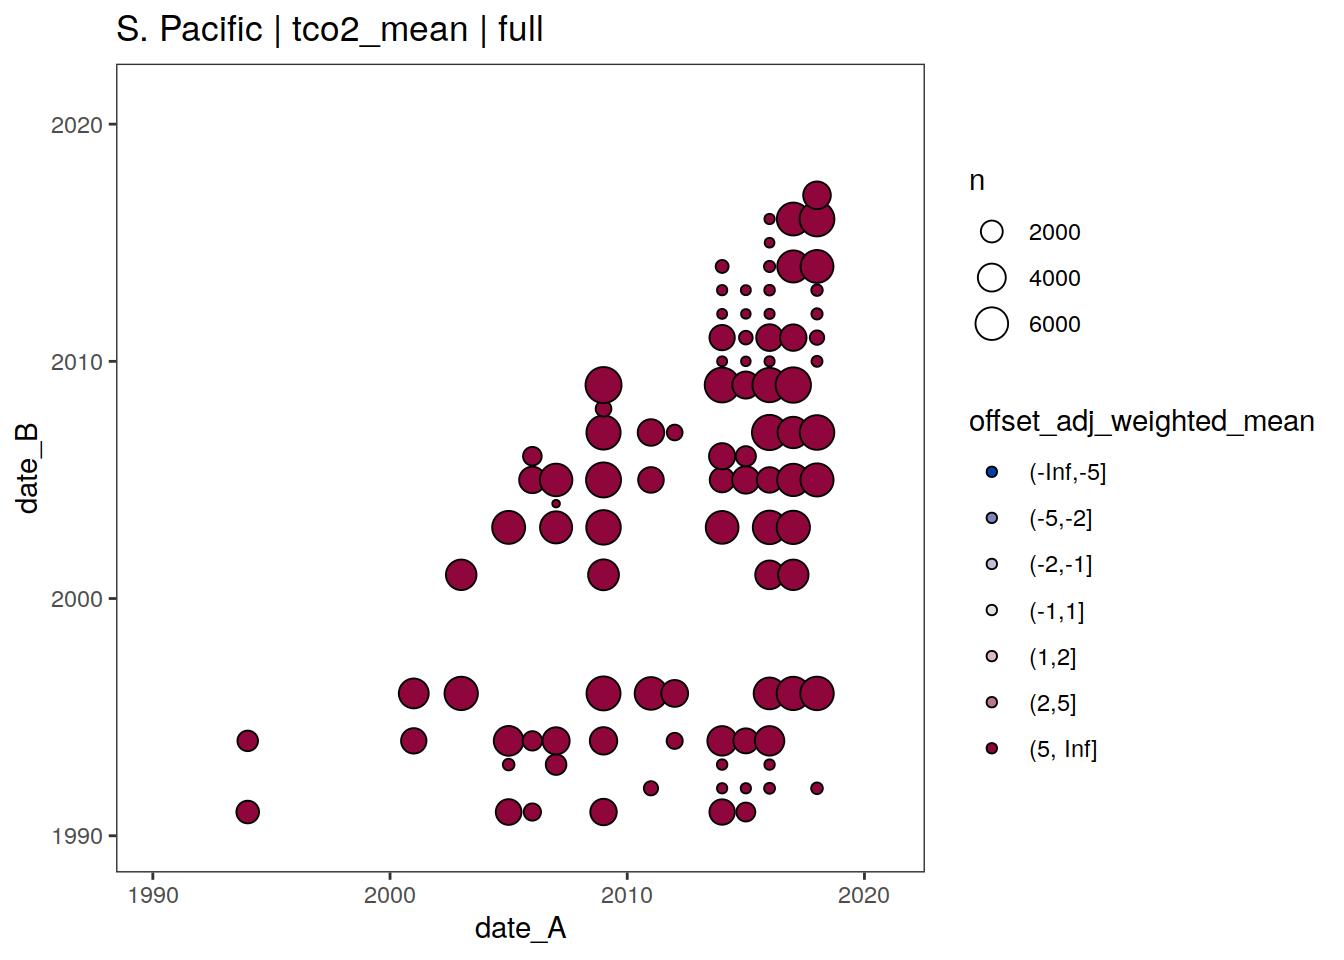 S. Pacific | tco2_mean | full
2020
2010
2000
1990
date_B
1990
2000
2010
2020
date_A
n
2000
4000
6000
offset_adj_weighted_mean
(-Inf,-5]
(-5,-2]
(-2,-1]
(-1,1]
(1,2]
(2,5]
(5, Inf]